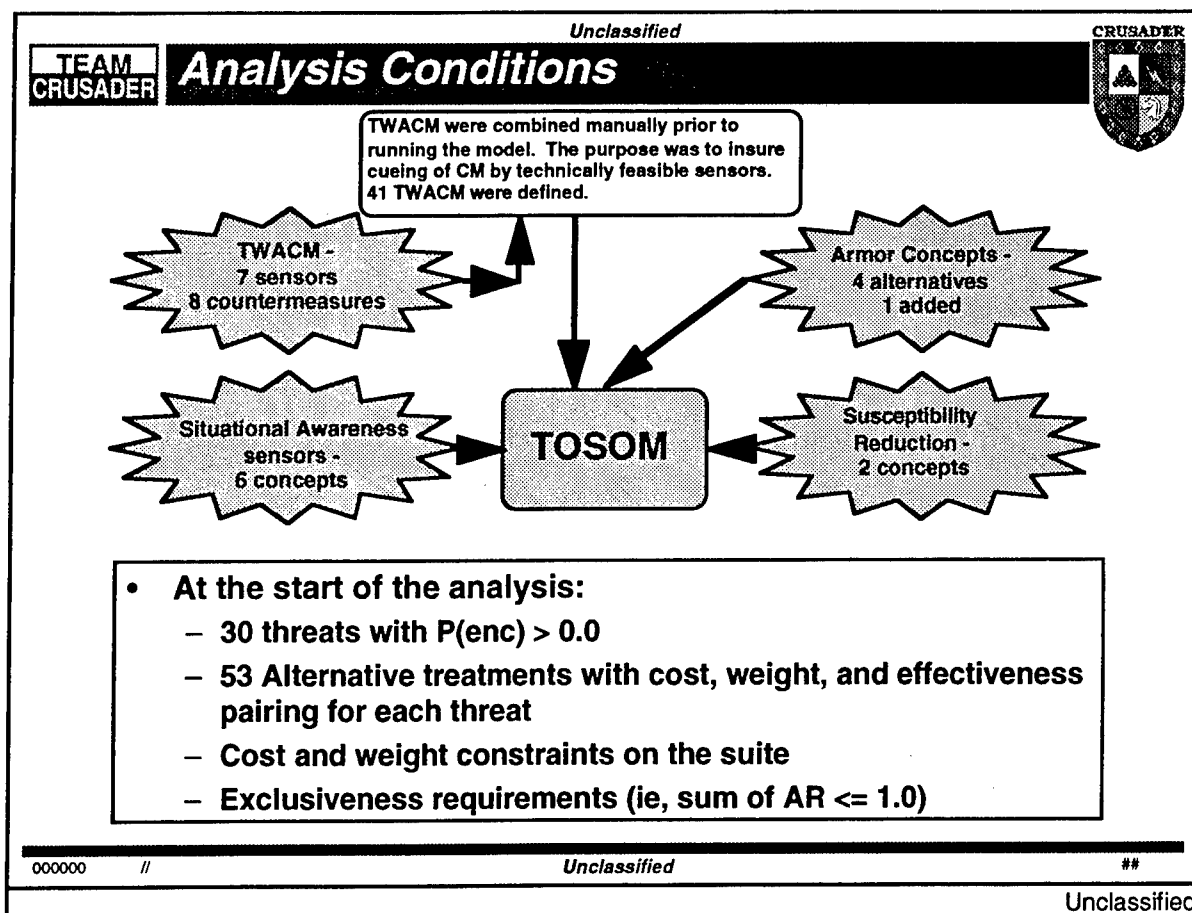 Unclassified
TEAM
CRUSADER
Analysis Conditions
CRUSADER
TWACM were combined manually prior to
running the model. The purpose was to insure
cueing of CM by technically feasible sensors.
41 TWACM were defined.
TWACM -
7 sensors
8 countermeasures
Armor Concepts -
4 alternatives
1 added
Situational Awareness
sensors -
6 concepts
TOSOM
Susceptibility
Reduction -
2 concepts
• At the start of the analysis:
– 30 threats with P(enc) > 0.0
– 53 Alternative treatments with cost, weight, and effectiveness
pairing for each threat
– Cost and weight constraints on the suite
– Exclusiveness requirements (ie, sum of AR <= 1.0)
000000 // Unclassified ##
Unclassified